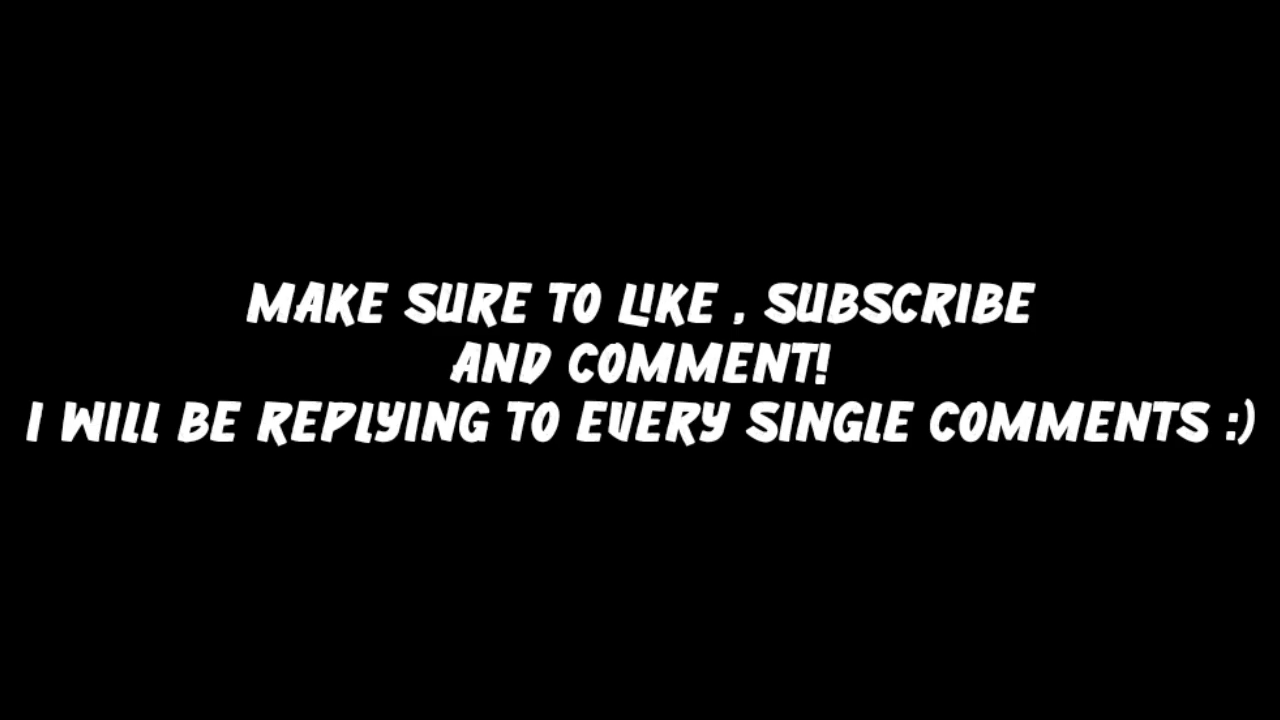 MAKE SURE TO LIKE , SUBSCRIBE
AND COMMENT!
I WILL BE REPLYING TO EVERY SINGLE COMMENTS :)